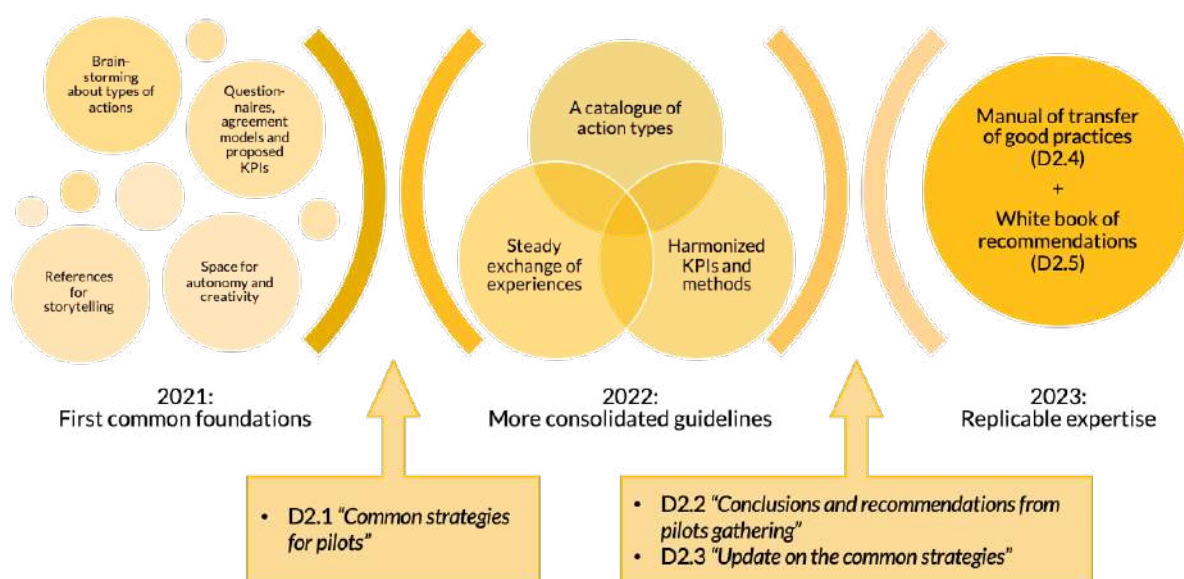 Brain-
storming
about types of
actions
Question-
naires,
agreement
models and
proposed
KPIs
References
for
storytelling
Space for
autonomy and
creativity
2021:
First common foundations
A catalogue of
action types
Steady
exchange of
experiences
Harmonized
KPIs and
methods
2022:
More consolidated guidelines
Manual of transfer
of good practices
(D2.4)
+
White book of
recommendations
(D2.5)
2023:
Replicable expertise
• D2.1 “Common strategies
for pilots”
• D2.2 “Conclusions and recommendations from
pilots gathering”
• D2.3 “Update on the common strategies”